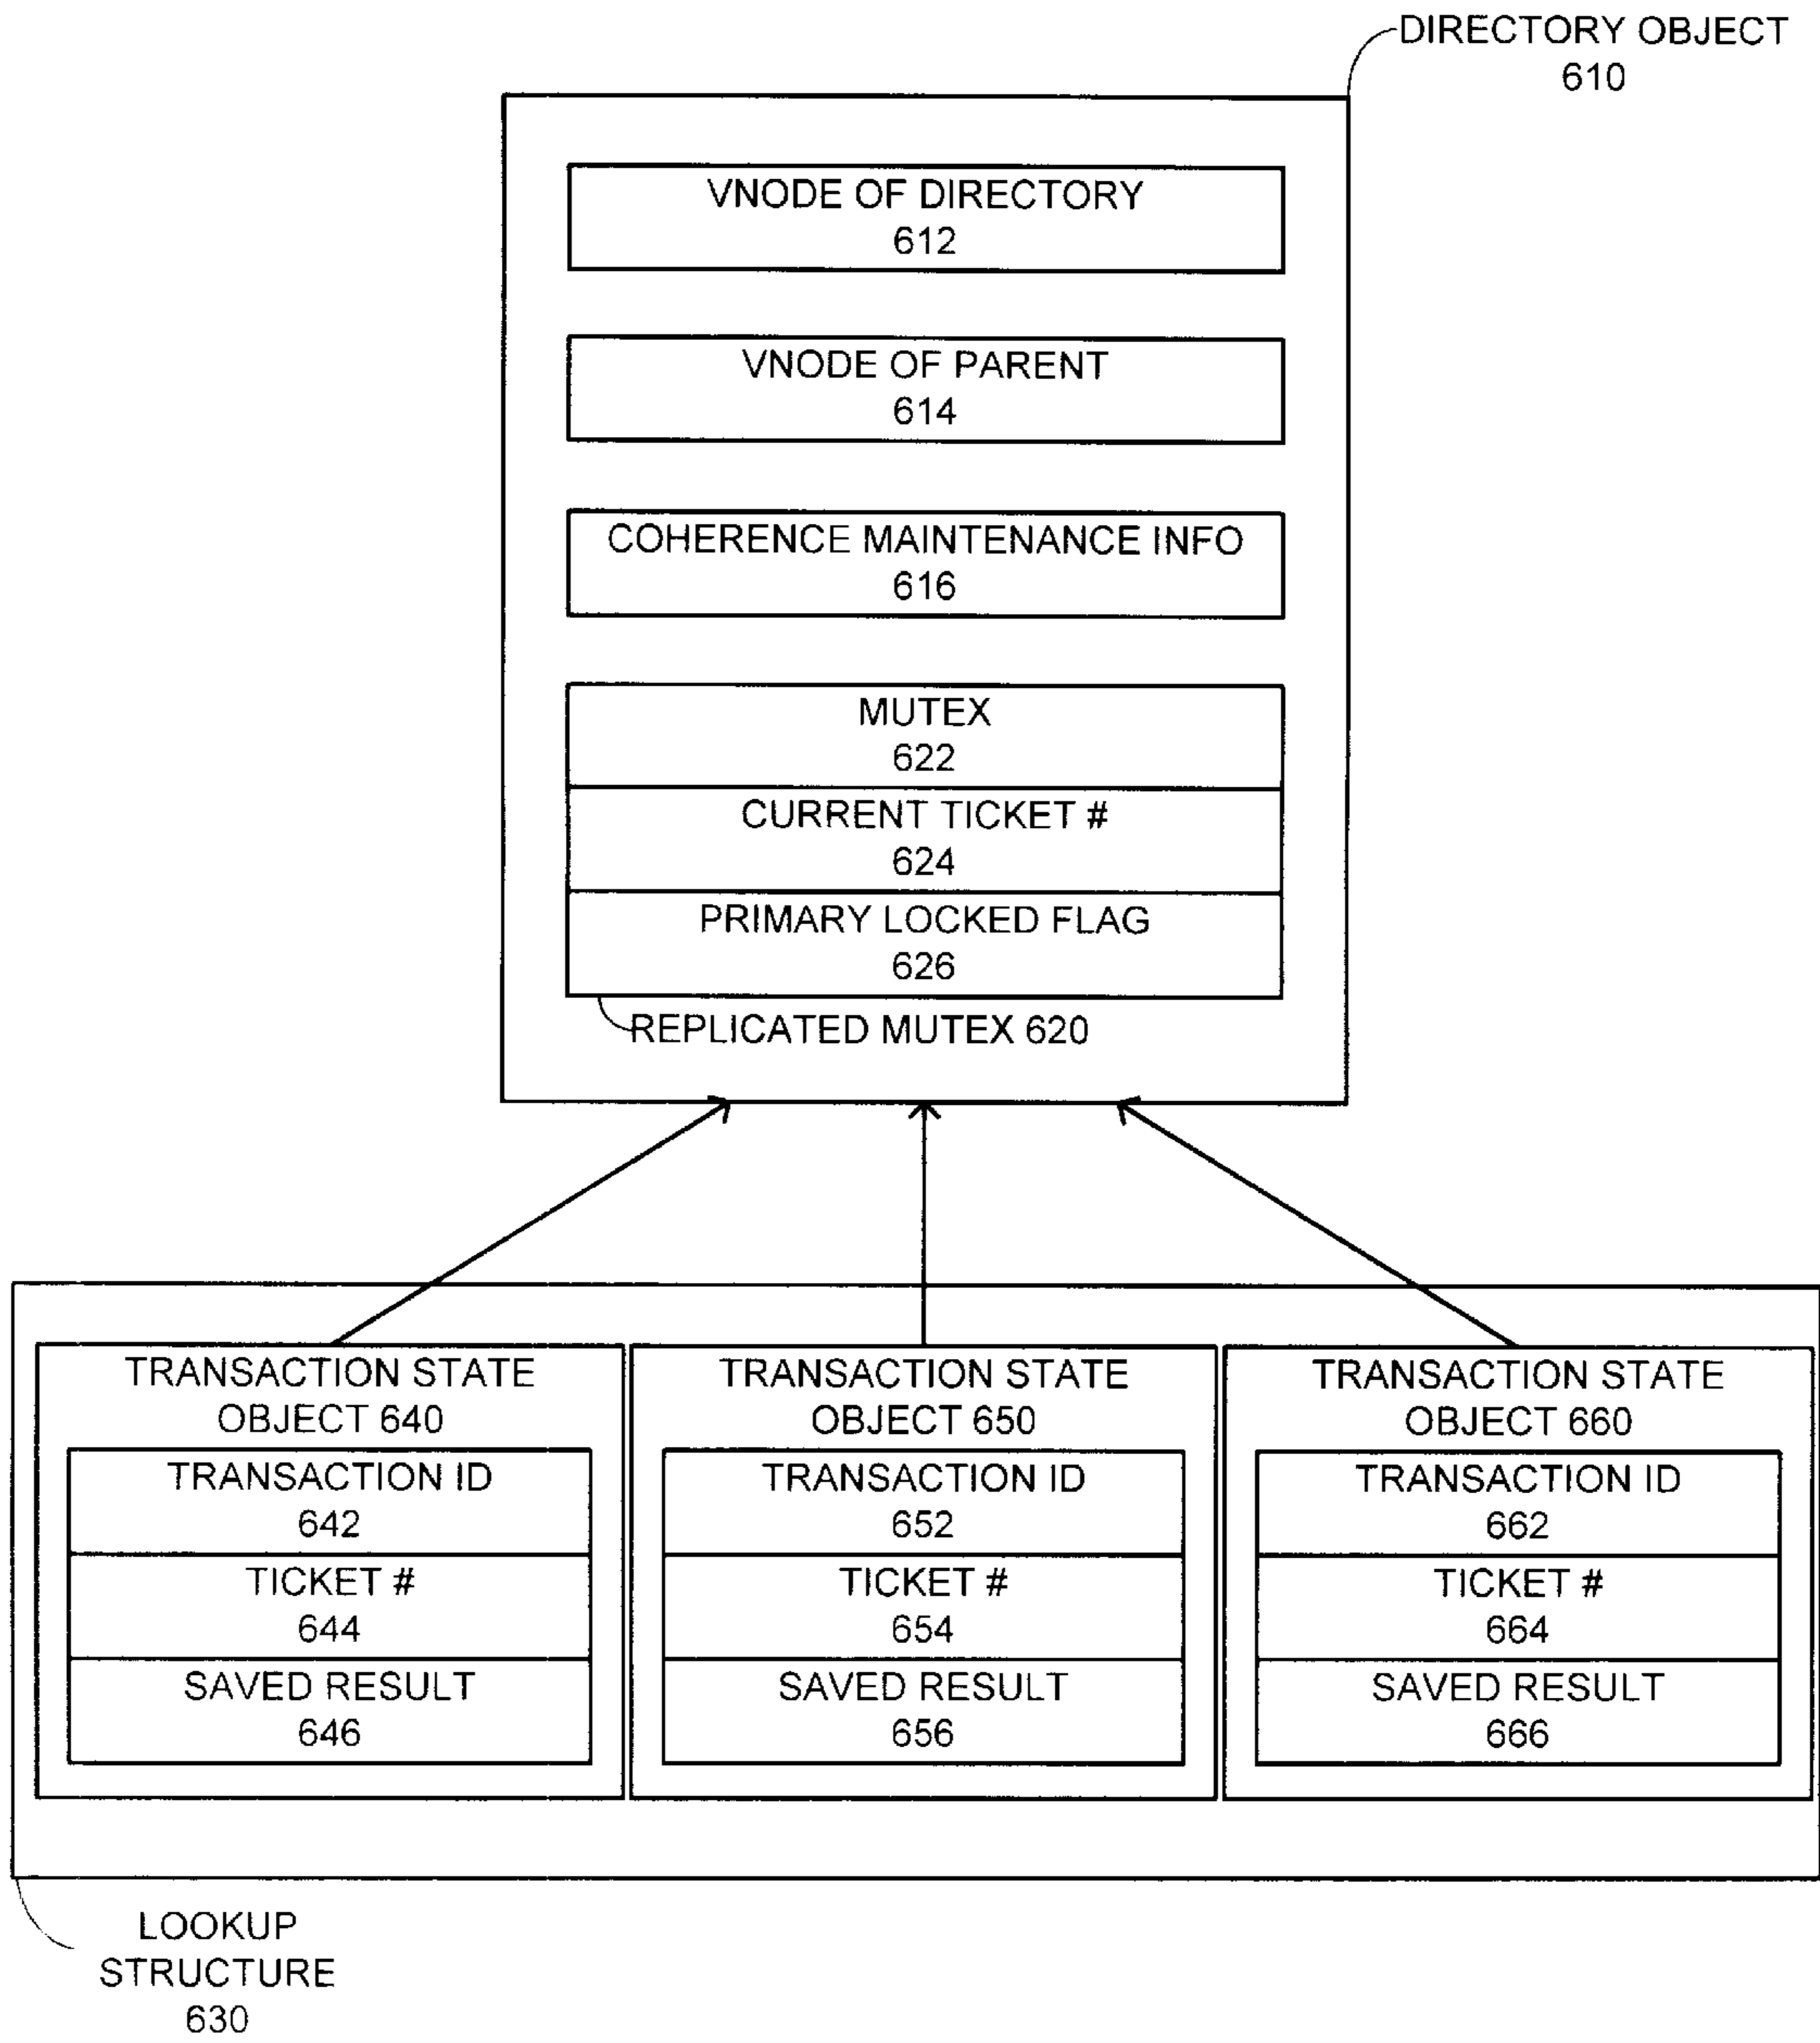 DIRECTORY OBJECT
610
VNODE OF DIRECTORY
612
VNODE OF PARENT
614
COHERENCE MAINTENANCE INFO
616
MUTEX
622
CURRENT TICKET #
624
PRIMARY LOCKED FLAG
626
REPLICATED MUTEX 620
TRANSACTION STATE
OBJECT 640
TRANSACTION ID
642
TICKET #
644
SAVED RESULT
646
TRANSACTION STATE
OBJECT 650
TRANSACTION ID
652
TICKET #
654
SAVED RESULT
656
TRANSACTION STATE
OBJECT 660
TRANSACTION ID
662
TICKET #
664
SAVED RESULT
666
LOOKUP
STRUCTURE
630